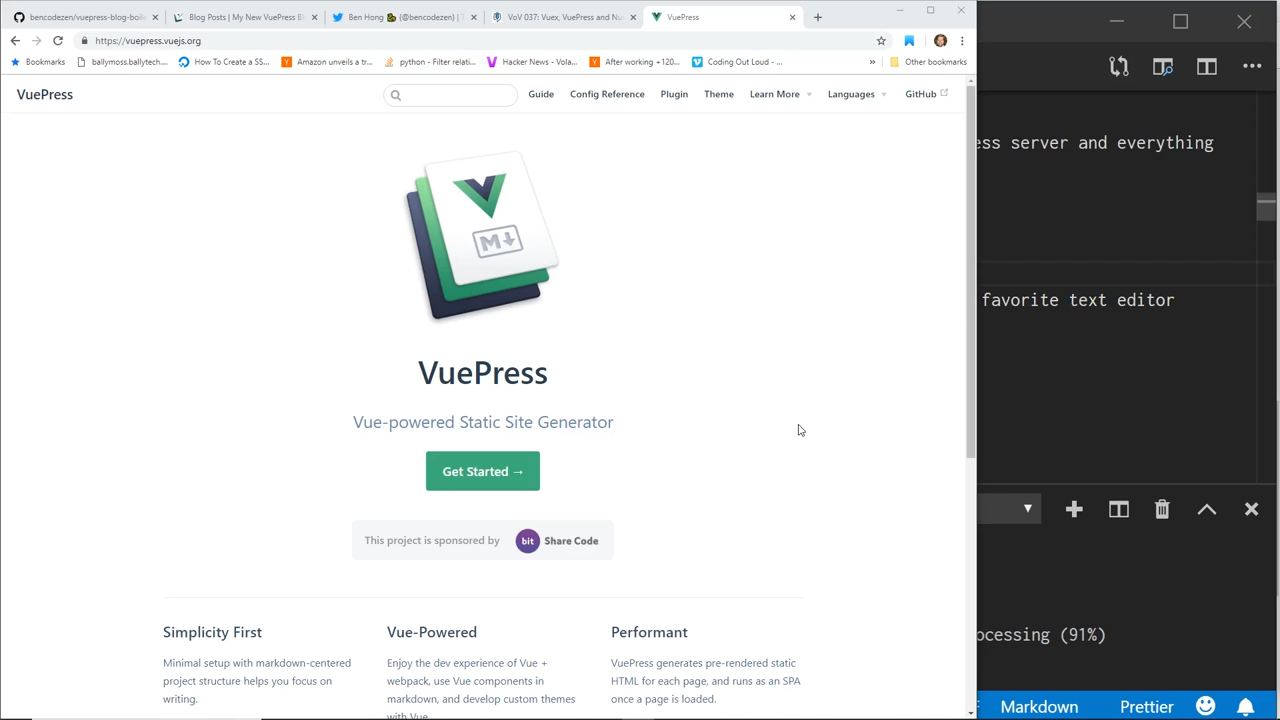 bencodezen/vuepress-blog-boile
Blog Posts | My New VuePress Bl
Ben Hong (@bencodezen) | T
VoV 037: Vuex, VuePress and Nu
VuePress
https://vuepress.vuejs.org
Bookmarks
ballymoss.ballytech....
How To Create a SS...
Amazon unveils a tr...
python - Filter relati...
Hacker News - Vola...
After working +120...
Coding Out Loud - ...
»
Other bookmarks
VuePress
Guide
Config Reference
Plugin
Theme
Learn More
Languages
GitHub
M
VuePress
Vue-powered Static Site Generator
Get Started →
This project is sponsored by
bit
Share Code
Simplicity First
Minimal setup with markdown-centered
project structure helps you focus on
writing.
Vue-Powered
Enjoy the dev experience of Vue +
webpack, use Vue components in
markdown, and develop custom themes
with Vue.
Performant
VuePress generates pre-rendered static
HTML for each page, and runs as an SPA
once a page is loaded.
ess server and everything
favorite text editor
ocessing (91%)
Markdown
Prettier